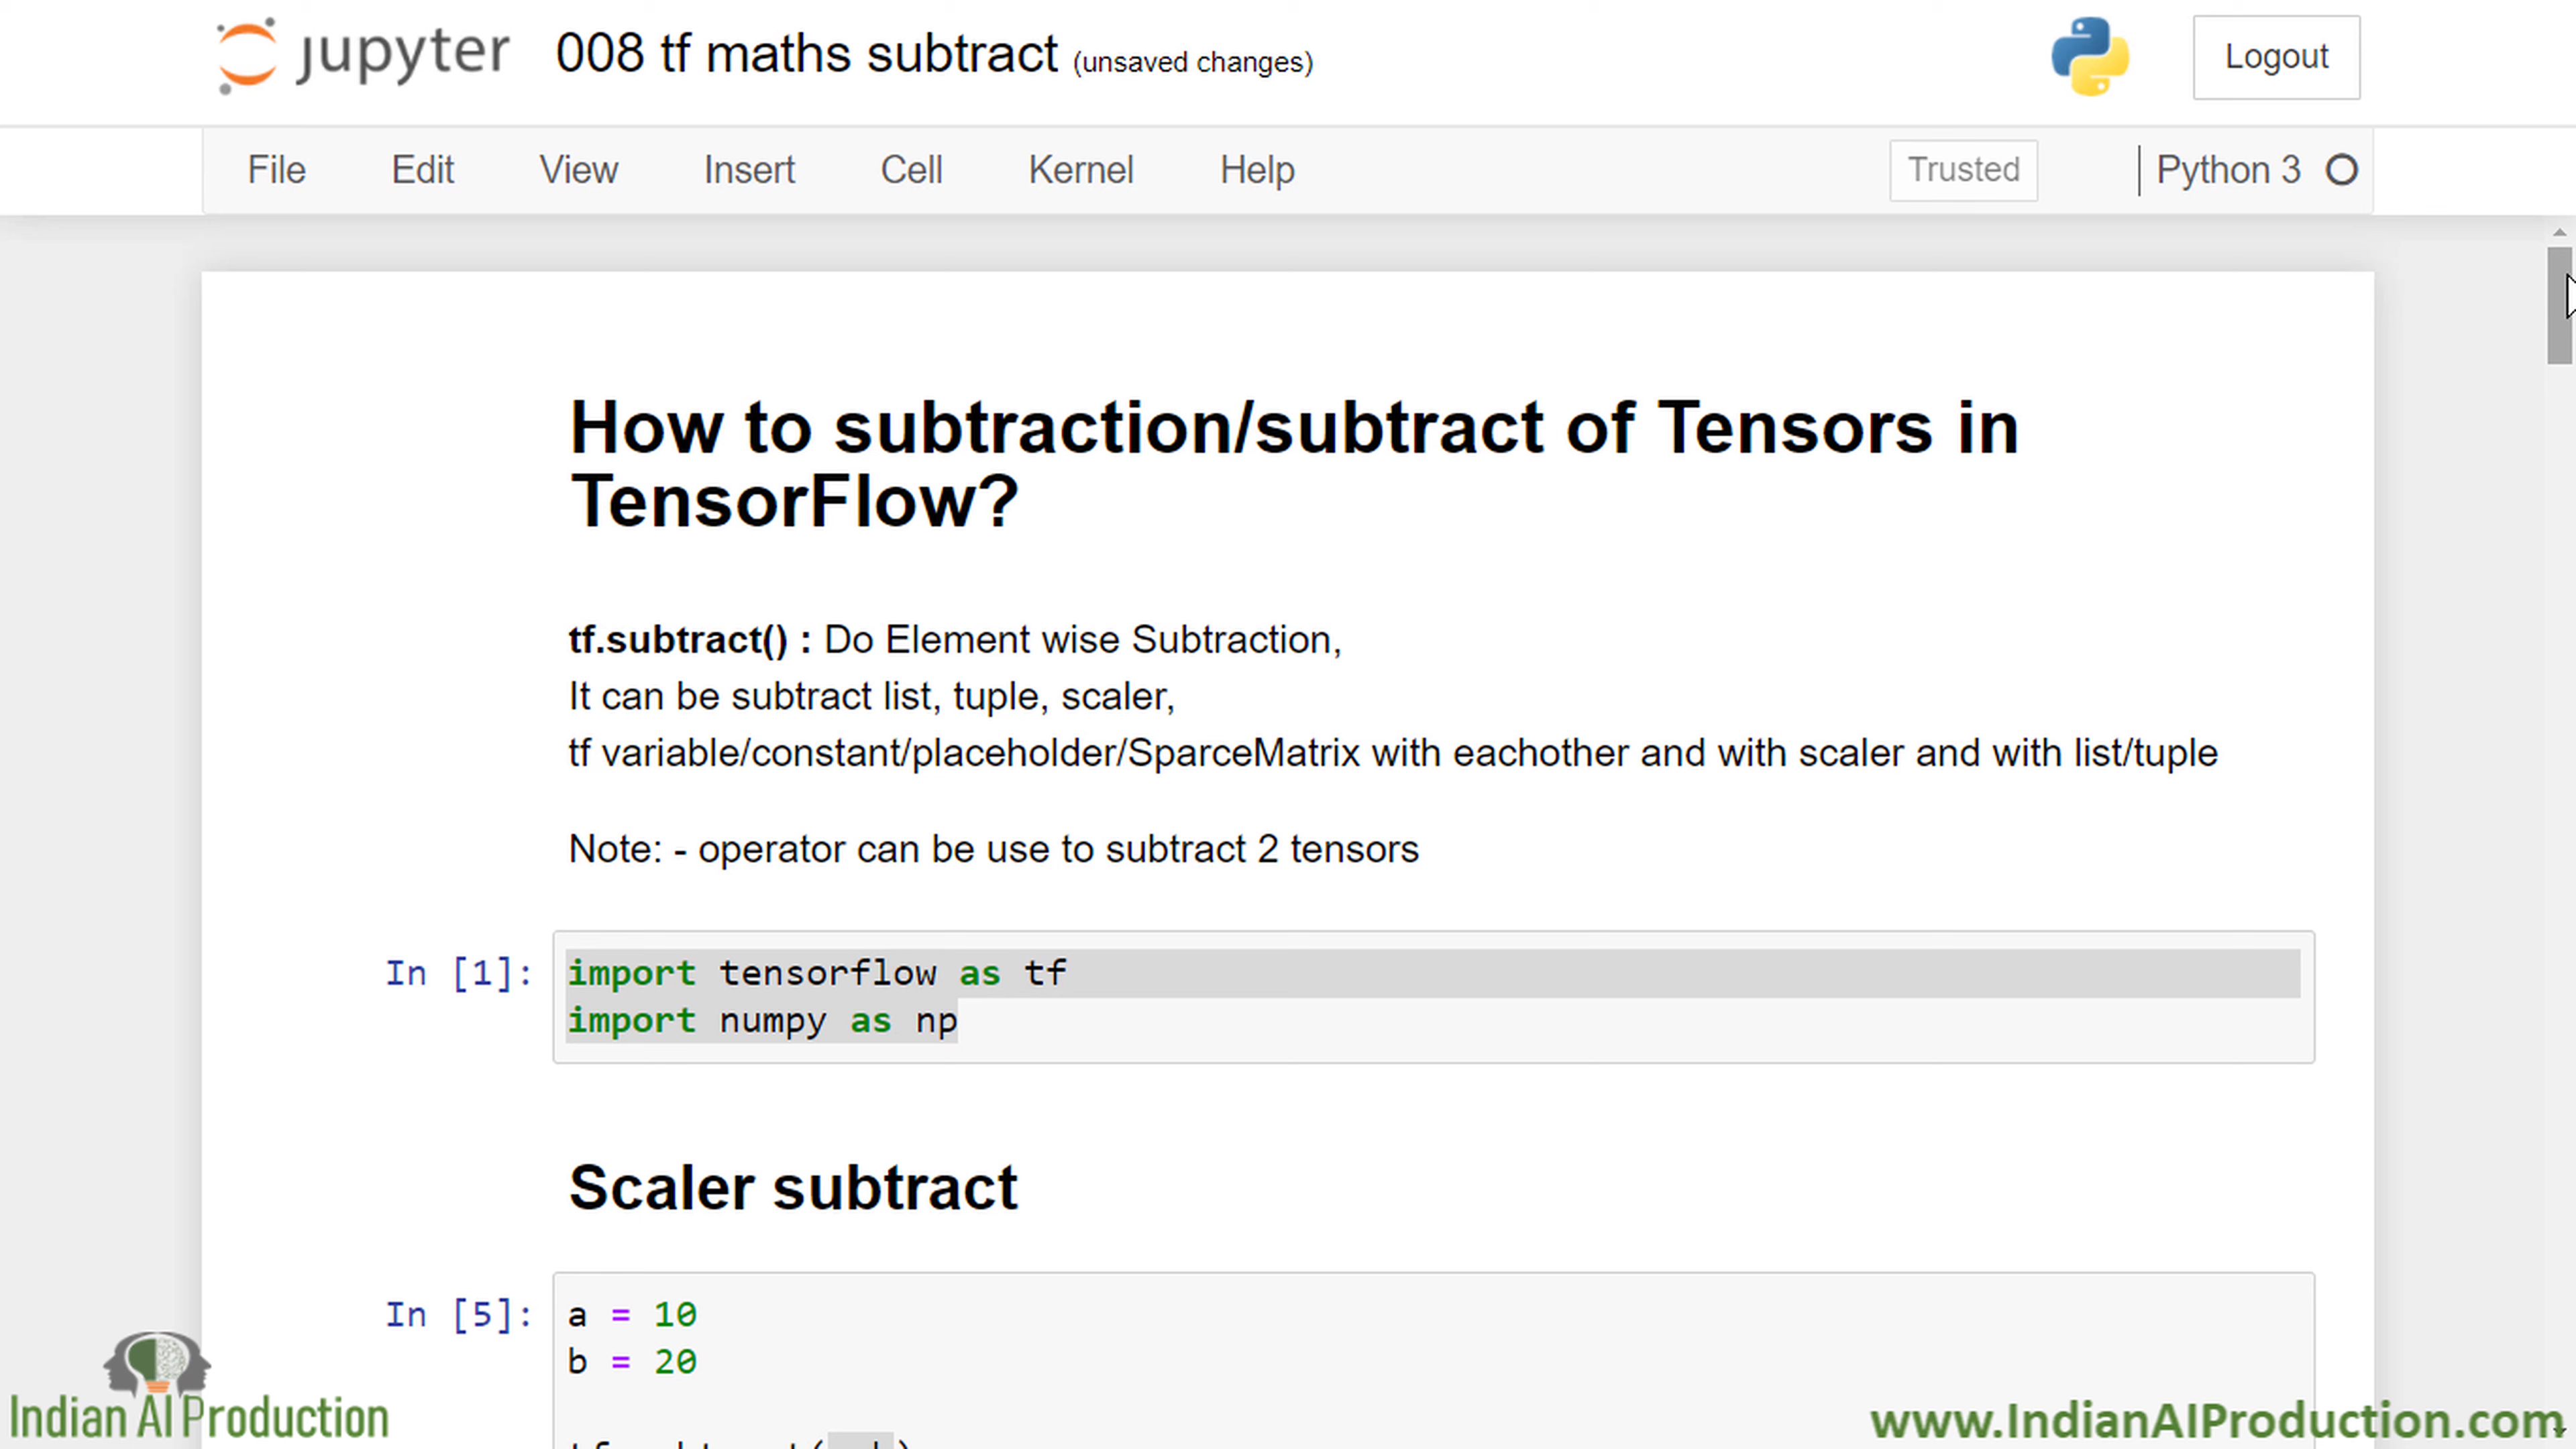 jupyter 008 tf maths subtract (unsaved changes) Logout
File Edit View Insert Cell Kernel Help Trusted Python 3
How to subtraction/subtract of Tensors in
TensorFlow?
tf.subtract() : Do Element wise Subtraction,
It can be subtract list, tuple, scaler,
tf variable/constant/placeholder/SparceMatrix with eachother and with scaler and with list/tuple
Note: - operator can be use to subtract 2 tensors
In [1]: import tensorflow as tf
import numpy as np
Scaler subtract
In [5]: a = 10
b = 20
Indian AI Production
www.IndianAIProduction.com